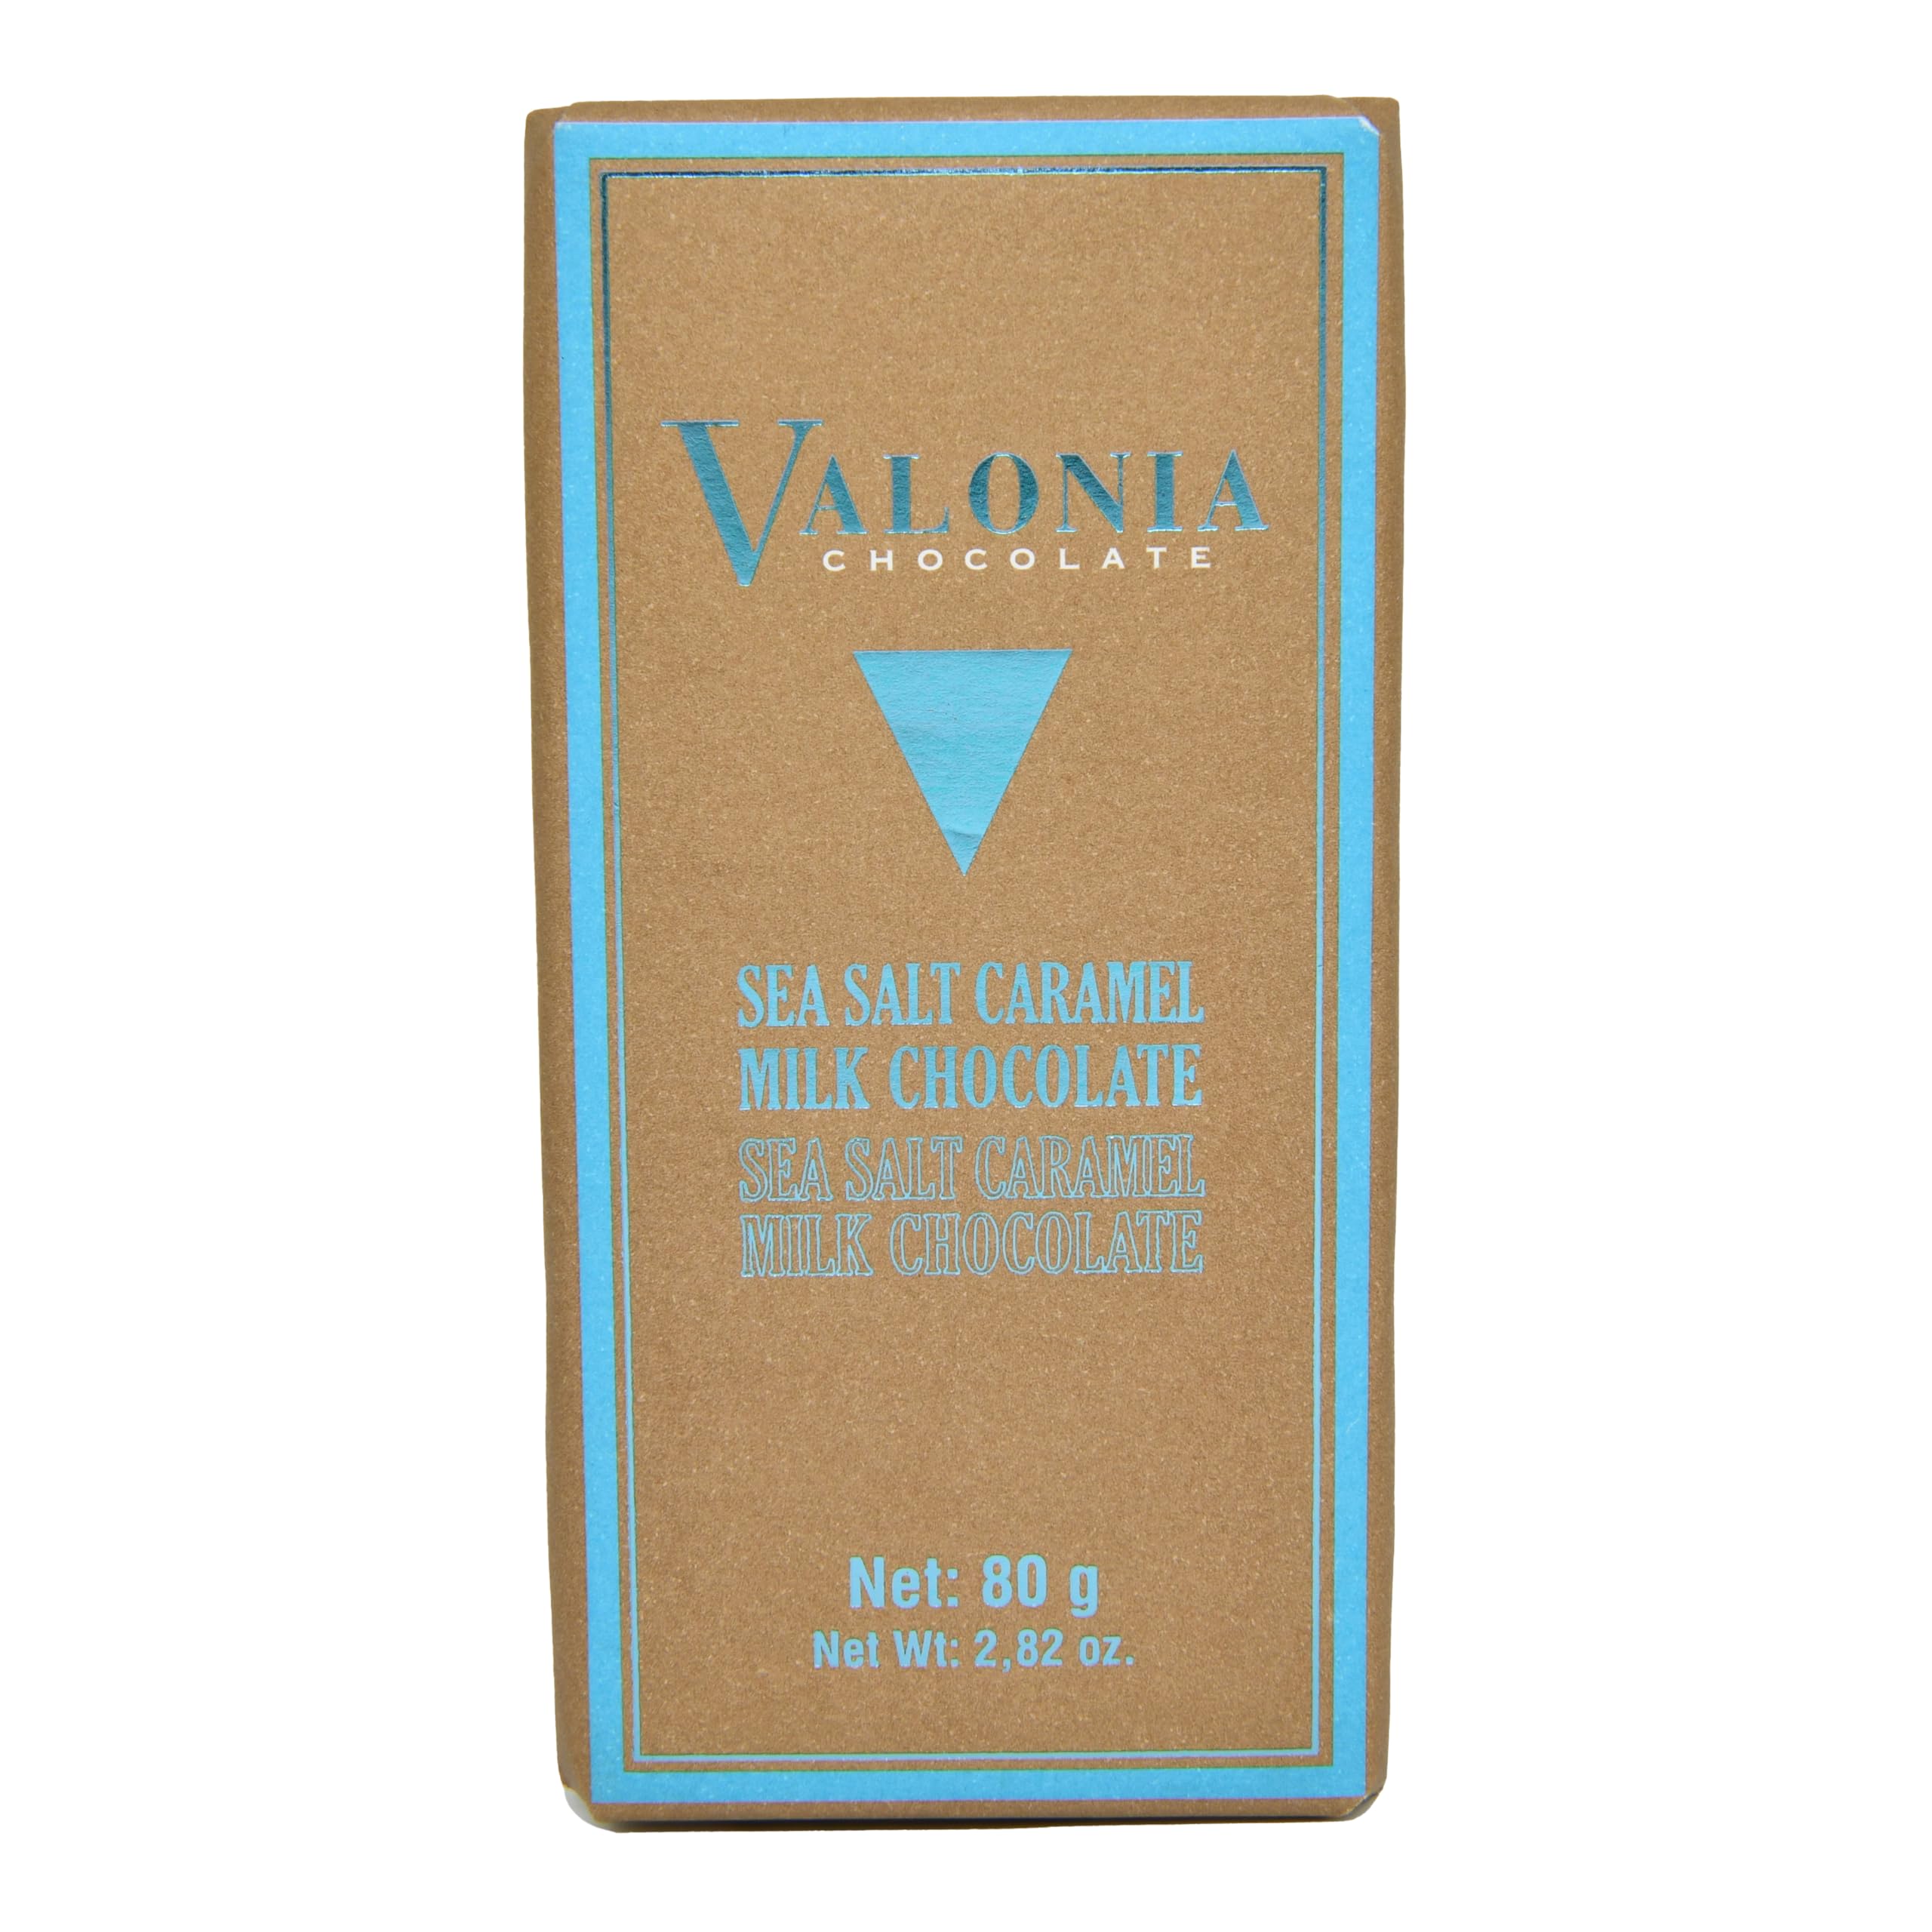 VALONIA
CHOCOLATE
SEA SALT CARAMEL
MILK CHOCOLATE
SEA SALT CARAMEL
MILK CHOCOLATE
Net: 80 g
Net Wt: 2,82 oz.